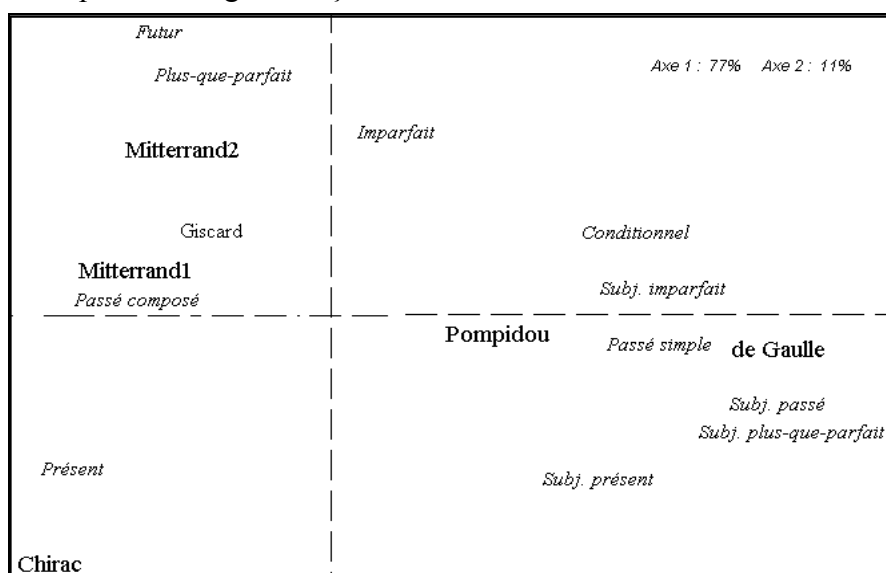 Futur
Plus-que-parfait
Axe 1 : 77% Axe 2 : 11%
Imparfait
Mitterrand2
Giscard
Conditionnel
Mitterrand1
Subj. imparfait
Passé composé
Pompidou
Passé simple
de Gaulle
Subj. passé
Subj. plus-que-parfait
Présent
Subj. présent
Chirac